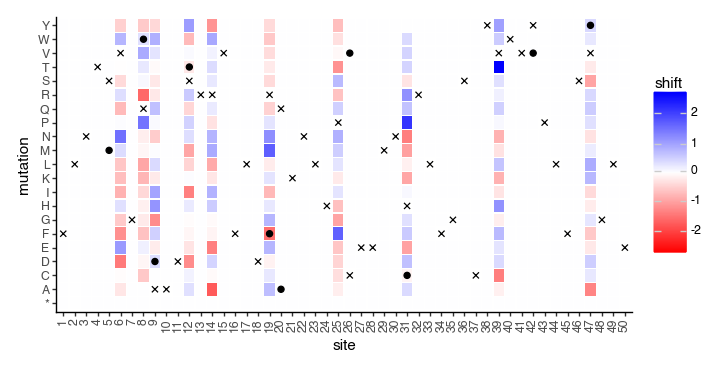 shift
2
1
0
-1
-2
mutation
Y
W
V
T
S
R
Q
P
N
M
L
K
I
H
G
F
E
D
C
A
*
1 2 3 4 5 6 7 8 9 10 11 12 13 14 15 16 17 18 19 20 21 22 23 24 25 26 27 28 29 30 31 32 33 34 35 36 37 38 39 40 41 42 43 44 45 46 47 48 49 50
site